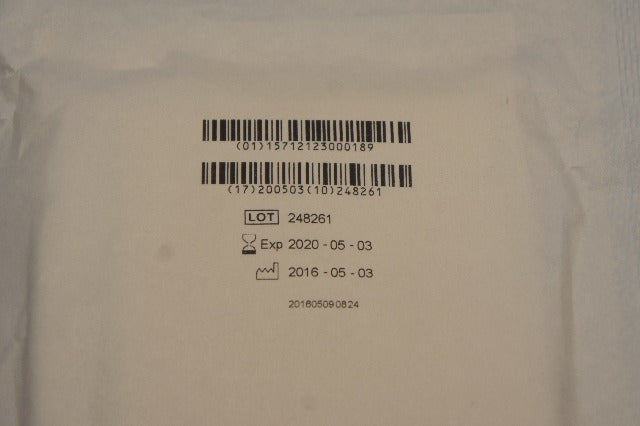 (01)15712123000189
(17)200503(10)248261
LOT 248261
Exp 2020 - 05 - 03
2016 - 05 - 03
201605090824